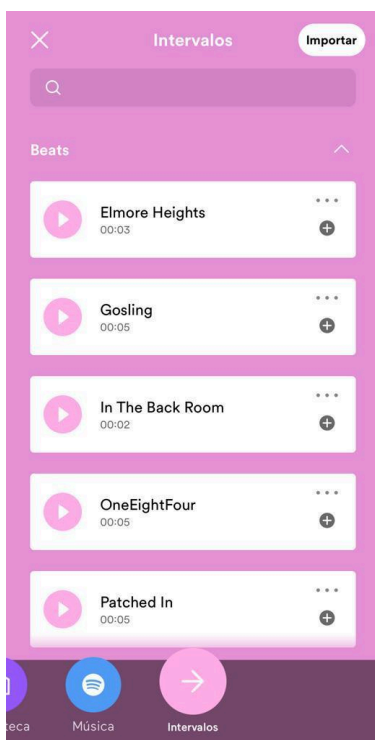 Intervalos
Importar
Beats
Elmore Heights
00:03
Gosling
00:05
In The Back Room
00:02
OneEightFour
00:05
Patched In
00:05
teca
Música
Intervalos